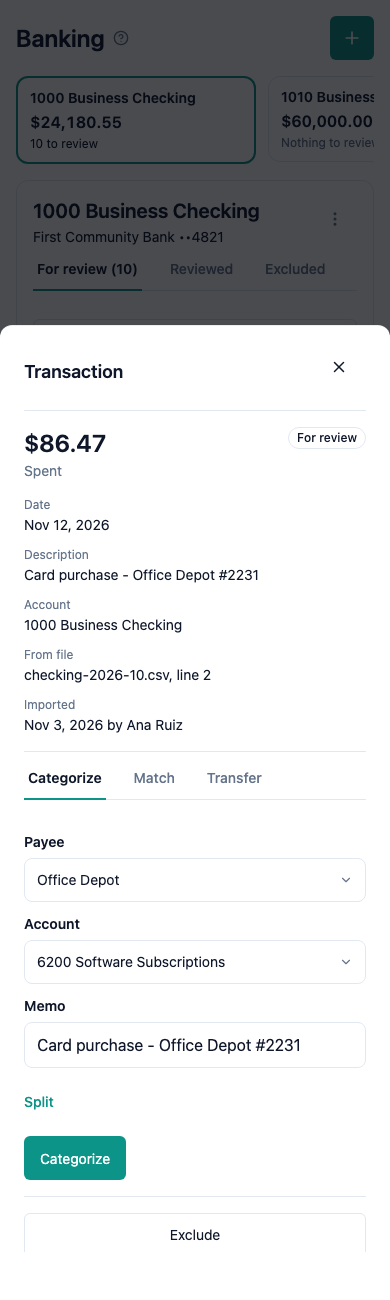 Banking
1000 Business Checking
$24,180.55
10 to review
1010 Business
$60,000.00
Nothing to review
1000 Business Checking
First Community Bank ••4821
For review (10)
Reviewed
Excluded
Transaction
$86.47
For review
Spent
Date
Nov 12, 2026
Description
Card purchase - Office Depot #2231
Account
1000 Business Checking
From file
checking-2026-10.csv, line 2
Imported
Nov 3, 2026 by Ana Ruiz
Categorize
Match
Transfer
Payee
Office Depot
Account
6200 Software Subscriptions
Memo
Card purchase - Office Depot #2231
Split
Categorize
Exclude